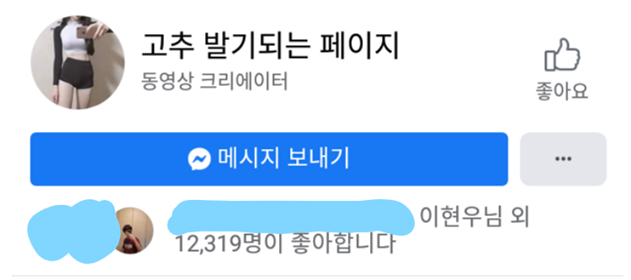 고추 발기되는 페이지
동영상 크리에이터
좋아요
메시지 보내기
이현우님 외
12,319명이 좋아합니다